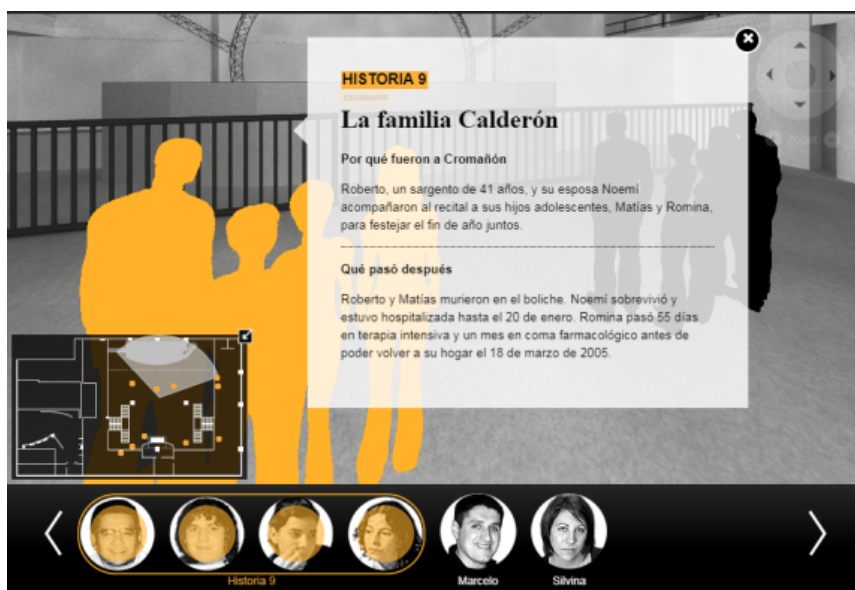 HISTORIA 9
ESCENARIO
La familia Calderón
Por qué fueron a Cromañón
Roberto, un sargento de 41 años, y su esposa Noemí
acompañaron al recital a sus hijos adolescentes, Matías y Romina,
para festejar el fin de año juntos.
Qué pasó después
Roberto y Matías murieron en el boliche. Noemí sobrevivió y
estuvo hospitalizada hasta el 20 de enero. Romina pasó 55 días
en terapia intensiva y un mes en coma farmacológico antes de
poder volver a su hogar el 18 de marzo de 2005.
Historia 9
Marcelo
Silvina